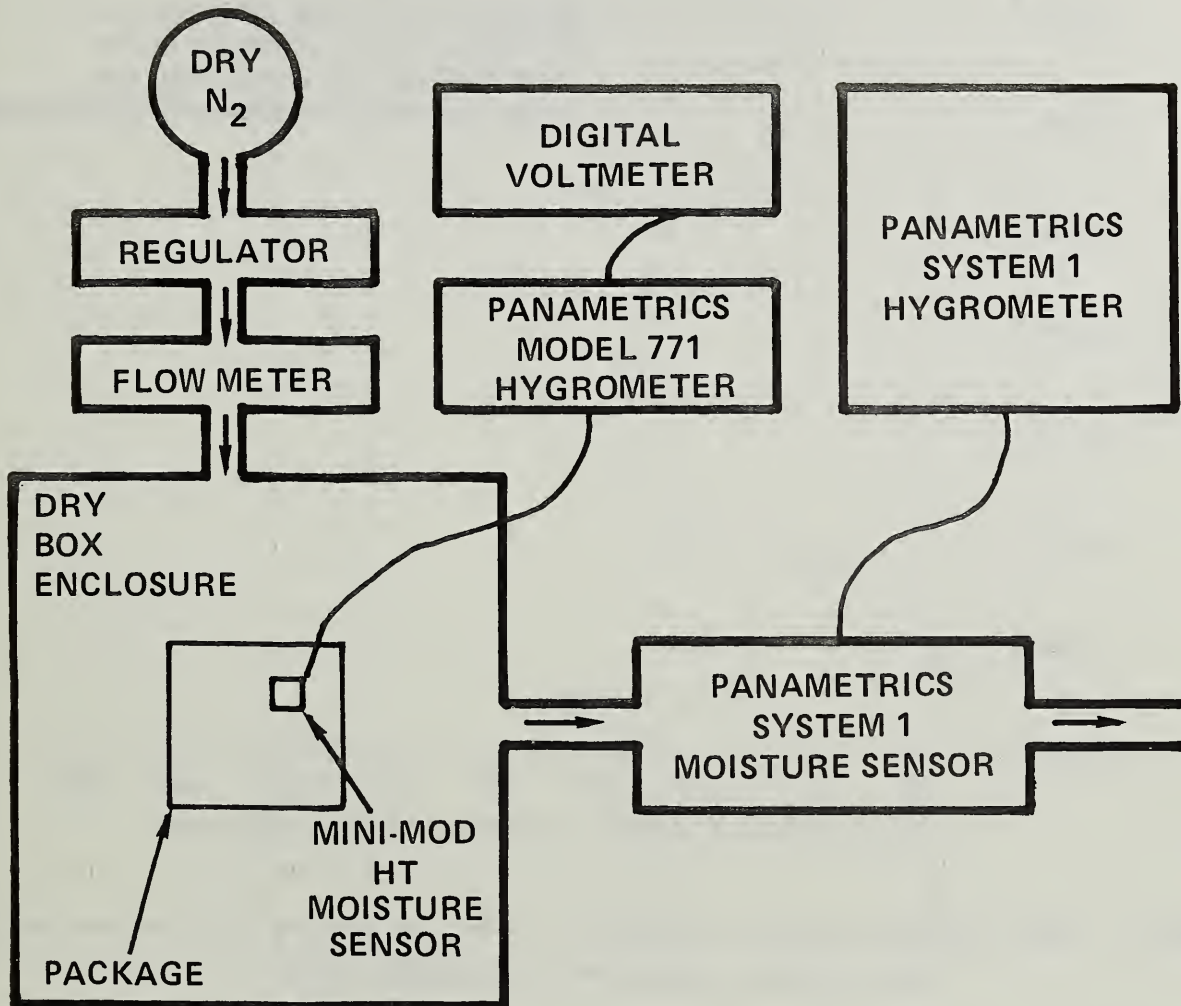 DRY
N2
REGULATOR
FLOW METER
DIGITAL
VOLTMETER
PANAMETRICS
MODEL 771
HYGROMETER
PANAMETRICS
SYSTEM 1
HYGROMETER
DRY
BOX
ENCLOSURE
MINI-MOD
HT
MOISTURE
SENSOR
PACKAGE
PANAMETRICS
SYSTEM 1
MOISTURE SENSOR